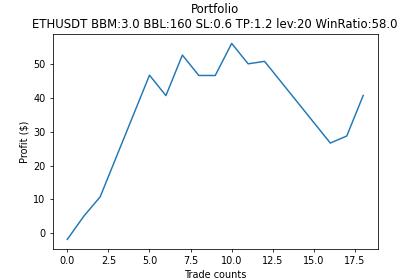 Portfolio
ETHUSDT BBM:3.0 BBL:160 SL:0.6 TP:1.2 lev:20 WinRatio:58.0
50
40
30
20
10
0
Profit ($)
0.0 2.5 5.0 7.5 10.0 12.5 15.0 17.5
Trade counts